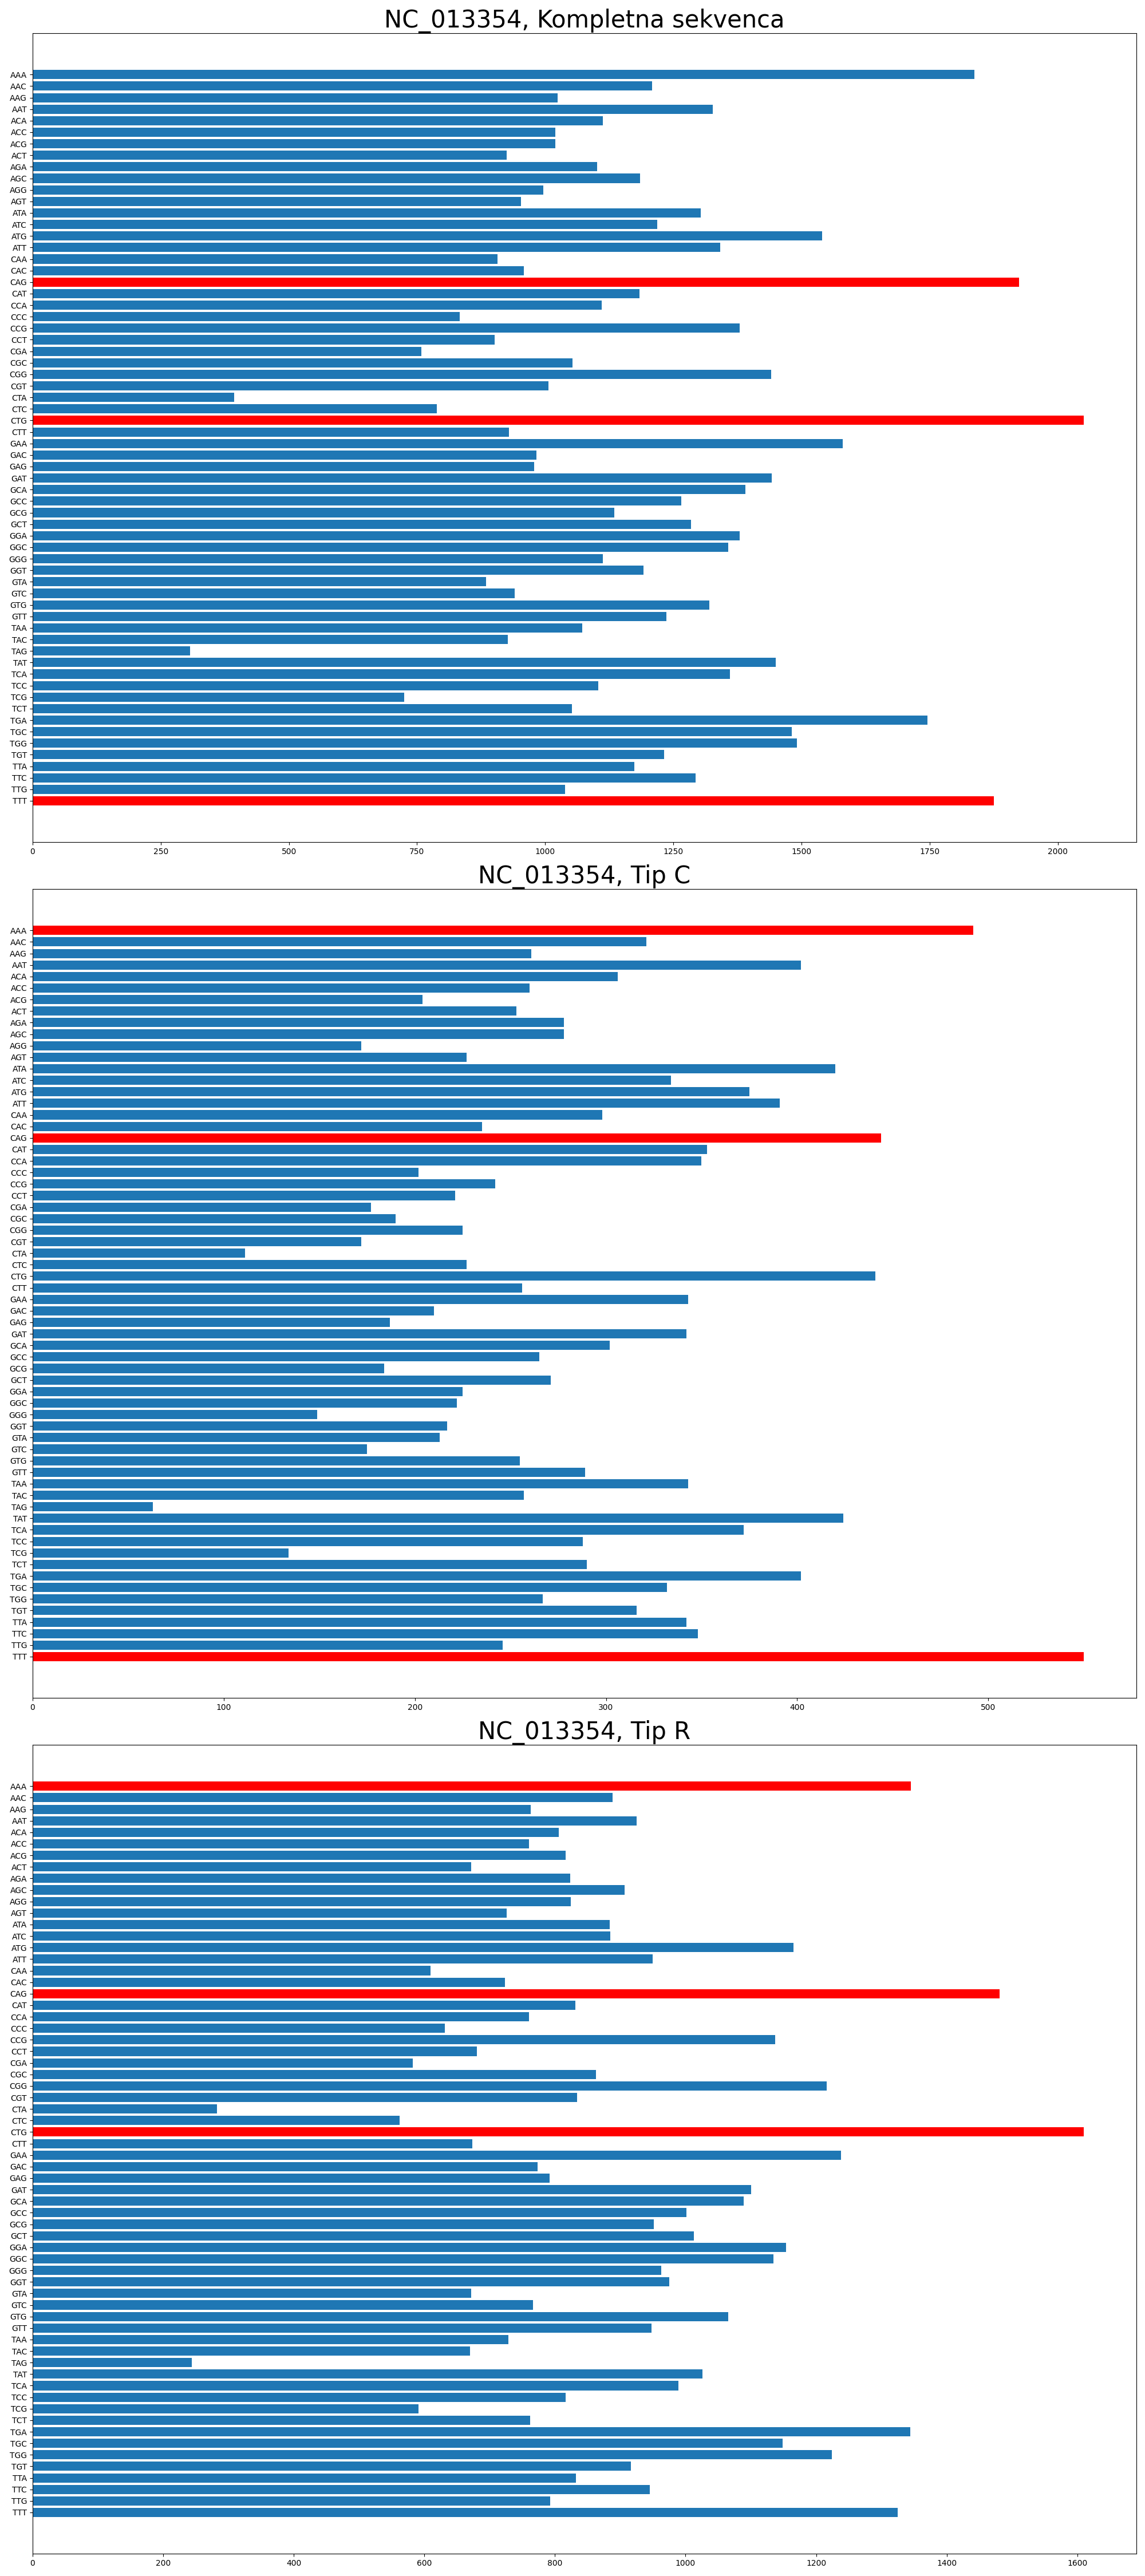 NC_013354, Kompletna sekvenca
AAA
AAC
AAG
AAT
ACA
ACC
ACG
ACT
AGA
AGC
AGG
AGT
ATA
ATC
ATG
ATT
CAA
CAC
CAG
CAT
CCA
CCC
CCG
CCT
CGA
CGC
CGG
CGT
CTA
CTC
CTG
CTT
GAA
GAC
GAG
GAT
GCA
GCC
GCG
GCT
GGA
GGC
GGG
GGT
GTA
GTC
GTG
GTT
TAA
TAC
TAG
TAT
TCA
TCC
TCG
TCT
TGA
TGC
TGG
TGT
TTA
TTC
TTG
TTT
0 250 500 750 1000 1250 1500 1750 2000
NC_013354, Tip C
AAA
AAC
AAG
AAT
ACA
ACC
ACG
ACT
AGA
AGC
AGG
AGT
ATA
ATC
ATG
ATT
CAA
CAC
CAG
CAT
CCA
CCC
CCG
CCT
CGA
CGC
CGG
CGT
CTA
CTC
CTG
CTT
GAA
GAC
GAG
GAT
GCA
GCC
GCG
GCT
GGA
GGC
GGG
GGT
GTA
GTC
GTG
GTT
TAA
TAC
TAG
TAT
TCA
TCC
TCG
TCT
TGA
TGC
TGG
TGT
TTA
TTC
TTG
TTT
0 100 200 300 400 500
NC_013354, Tip R
AAA
AAC
AAG
AAT
ACA
ACC
ACG
ACT
AGA
AGC
AGG
AGT
ATA
ATC
ATG
ATT
CAA
CAC
CAG
CAT
CCA
CCC
CCG
CCT
CGA
CGC
CGG
CGT
CTA
CTC
CTG
CTT
GAA
GAC
GAG
GAT
GCA
GCC
GCG
GCT
GGA
GGC
GGG
GGT
GTA
GTC
GTG
GTT
TAA
TAC
TAG
TAT
TCA
TCC
TCG
TCT
TGA
TGC
TGG
TGT
TTA
TTC
TTG
TTT
0 200 400 600 800 1000 1200 1400 1600